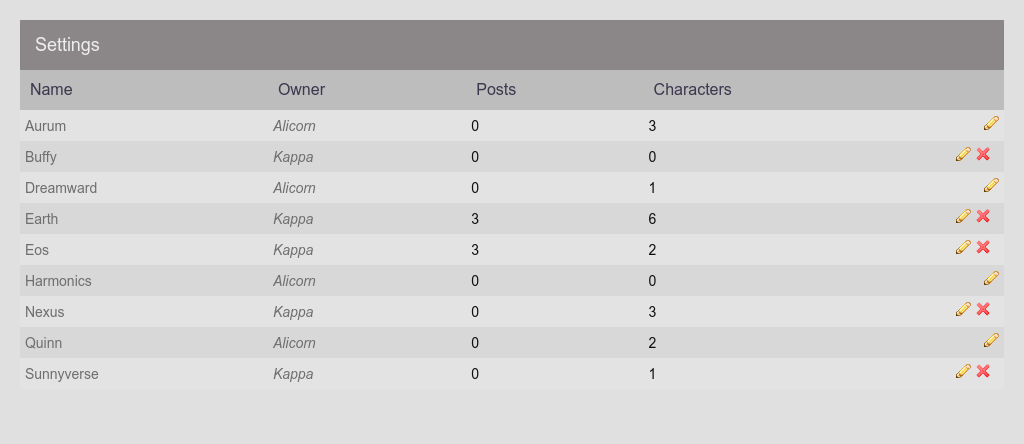 Settings
Name Owner Posts Characters
Aurum Alicorn 0 3
Buffy Kappa 0 0
Dreamward Alicorn 0 1
Earth Kappa 3 6
Eos Kappa 3 2
Harmonics Alicorn 0 0
Nexus Kappa 0 3
Quinn Alicorn 0 2
Sunnyverse Kappa 0 1